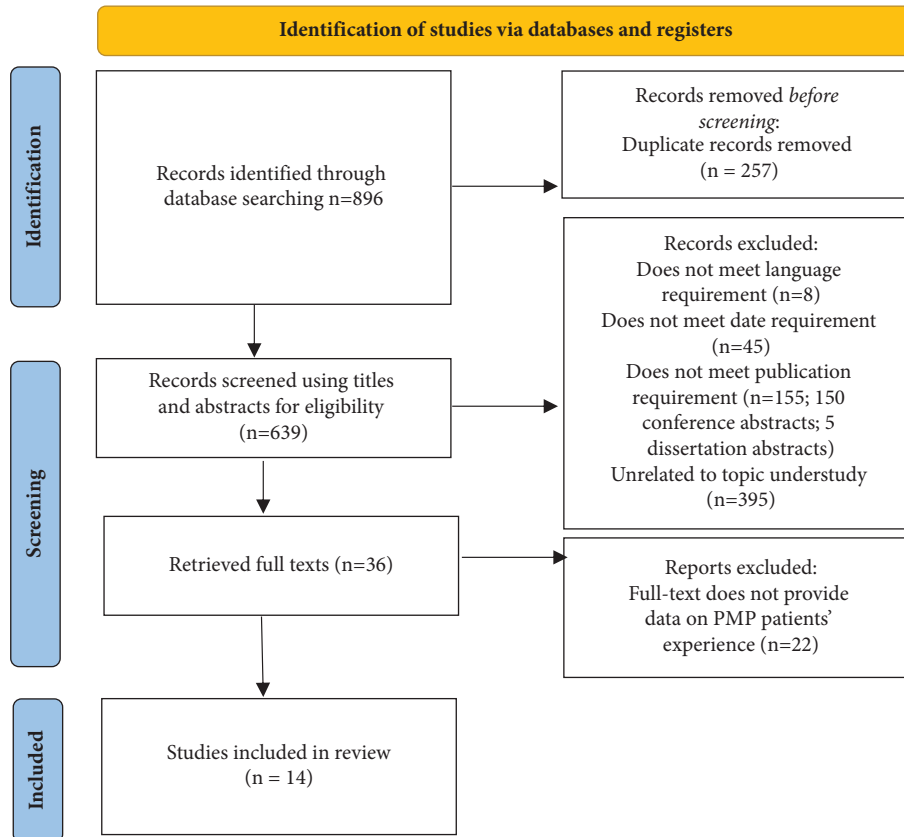 Identification of studies via databases and registers
Identification
Records identified through
database searching n=896
Records removed before
screening:
Duplicate records removed
(n = 257)
Screening
Records screened using titles
and abstracts for eligibility
(n=639)
Records excluded:
Does not meet language
requirement (n=8)
Does not meet date requirement
(n=45)
Does not meet publication
requirement (n=155; 150
conference abstracts; 5
dissertation abstracts)
Unrelated to topic understudy
(n=395)
Retrieved full texts (n=36)
Reports excluded:
Full-text does not provide
data on PMP patients’
experience (n=22)
Included
Studies included in review
(n = 14)